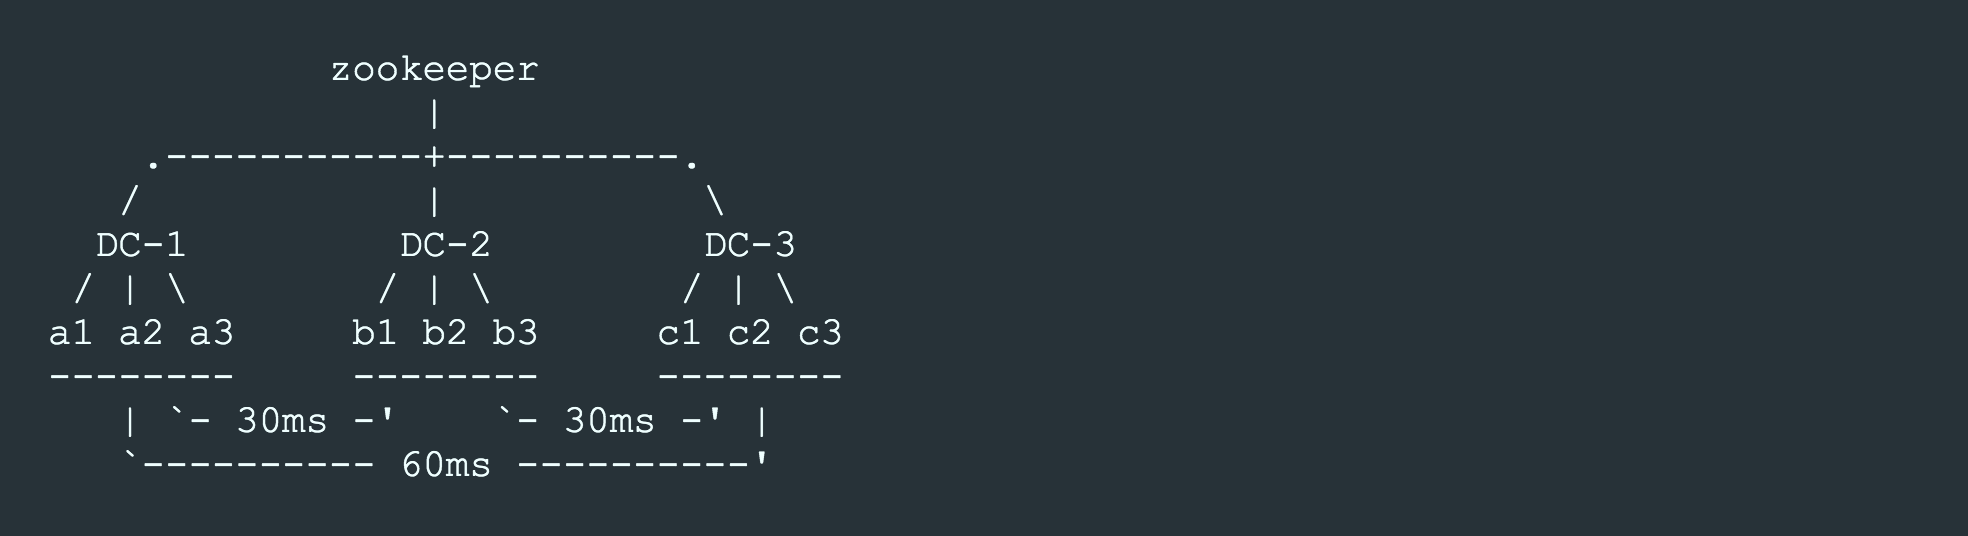 zookeeper
                |
    .-----------+----------.
   /            |           \
  DC-1         DC-2         DC-3
 / | \        / | \        / | \
a1 a2 a3     b1 b2 b3     c1 c2 c3
--------     --------     --------
   | `- 30ms -'    `- 30ms -' |
   `---------- 60ms ----------'